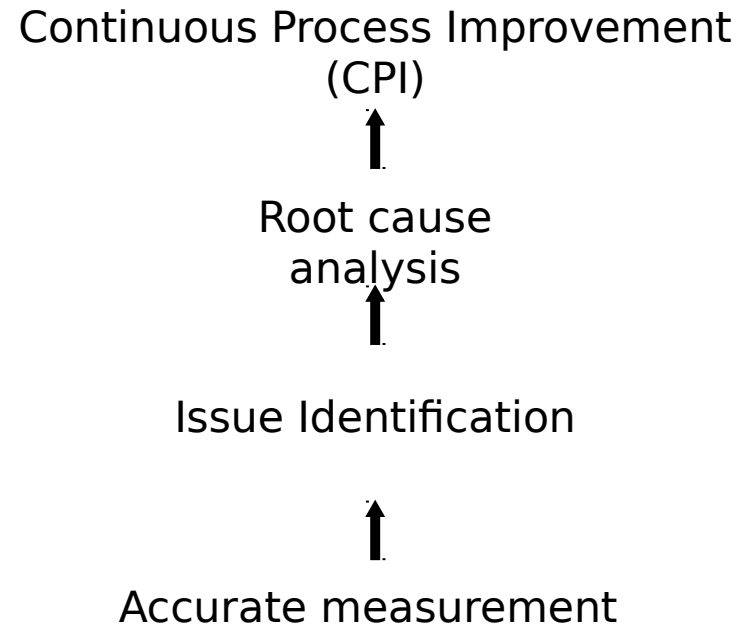 Continuous Process Improvement
(CPI)
Root cause
analysis
Issue Identification
Accurate measurement